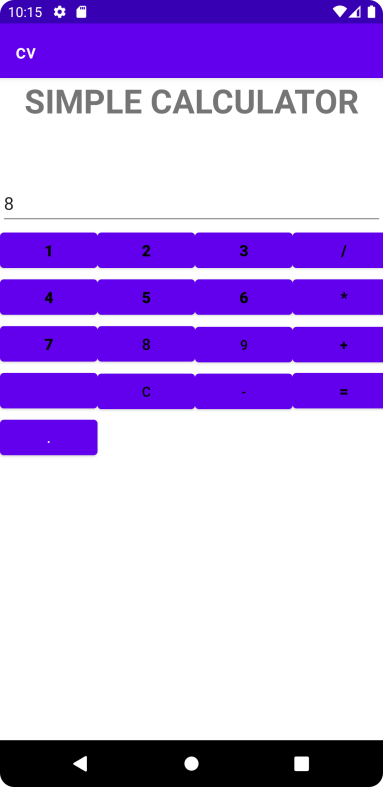 10:15
CV
SIMPLE CALCULATOR
8
1 2 3 /
4 5 6 *
7 8 9 +
C - =
.